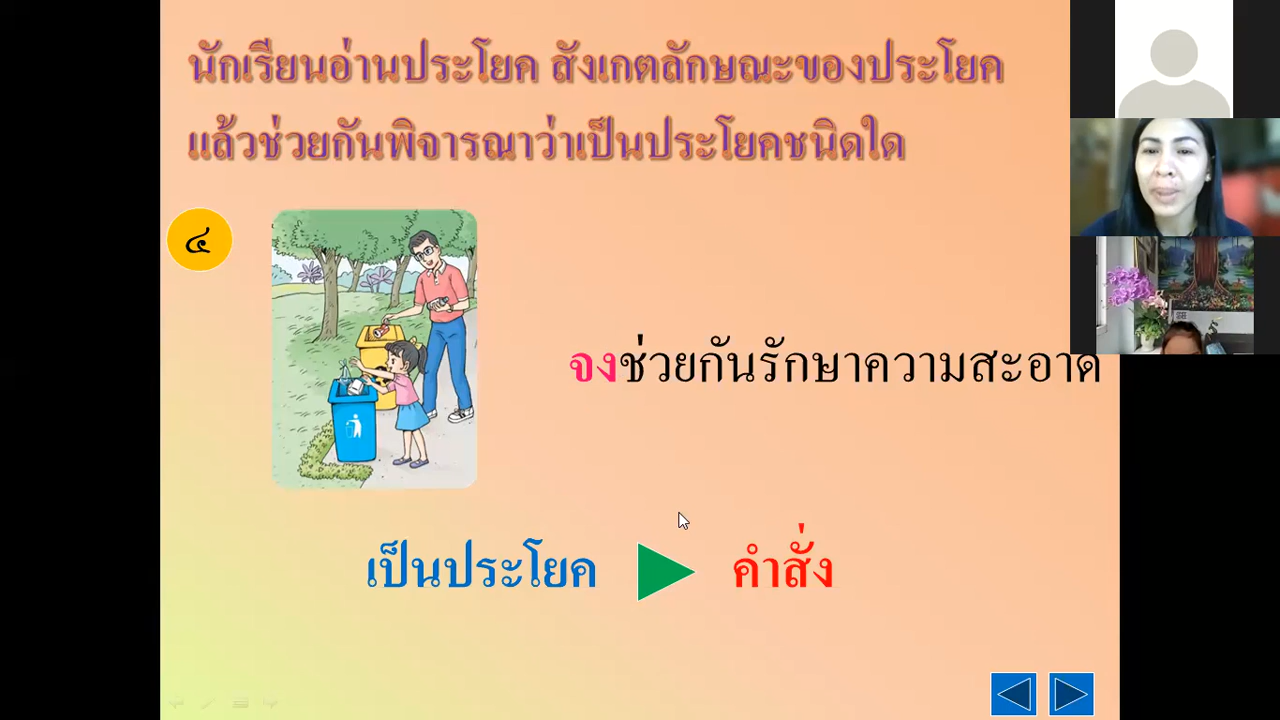 นักเรียนอ่านประโยค สังเกตลักษณะของประโยค
แล้วช่วยกันพิจารณาว่าเป็นประโยคชนิดใด
๔
จงช่วยกันรักษาความสะอาด
เป็นประโยค
คำสั่ง